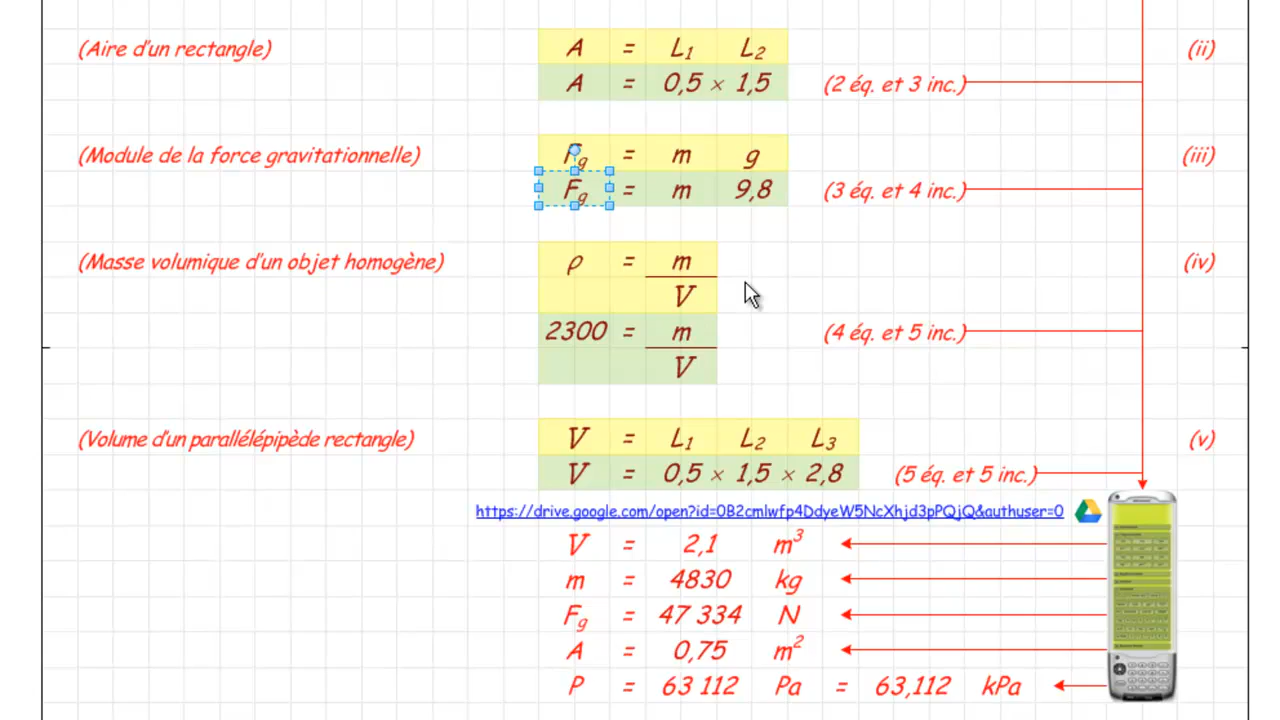 (Aire d'un rectangle) A = L₁ L₂ (ii)
A = 0,5 × 1,5 (2 éq. et 3 inc.)
(Module de la force gravitationnelle) Fg = m g (iii)
Fg = m 9,8 (3 éq. et 4 inc.)
(Masse volumique d'un objet homogène) ρ = m (iv)
V
2300 = m (4 éq. et 5 inc.)
V
(Volume d'un parallélépipède rectangle) V = L₁ L₂ L₃ (v)
V = 0,5 × 1,5 × 2,8 (5 éq. et 5 inc.)
https://drive.google.com/open?id=0B2cmlwfp4DdyeW5NcXhjd3pPQjQ&authuser=0
V = 2,1 m³
m = 4830 kg
Fg = 47 334 N
A = 0,75 m²
P = 63 112 Pa = 63,112 kPa